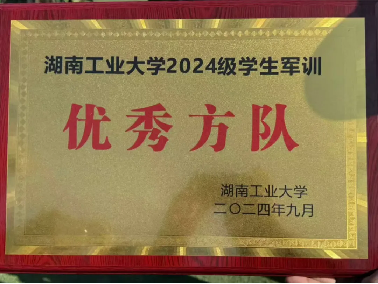 湖南工业大学2024级学生军训
优秀方队
湖南工业大学
二〇二四年九月